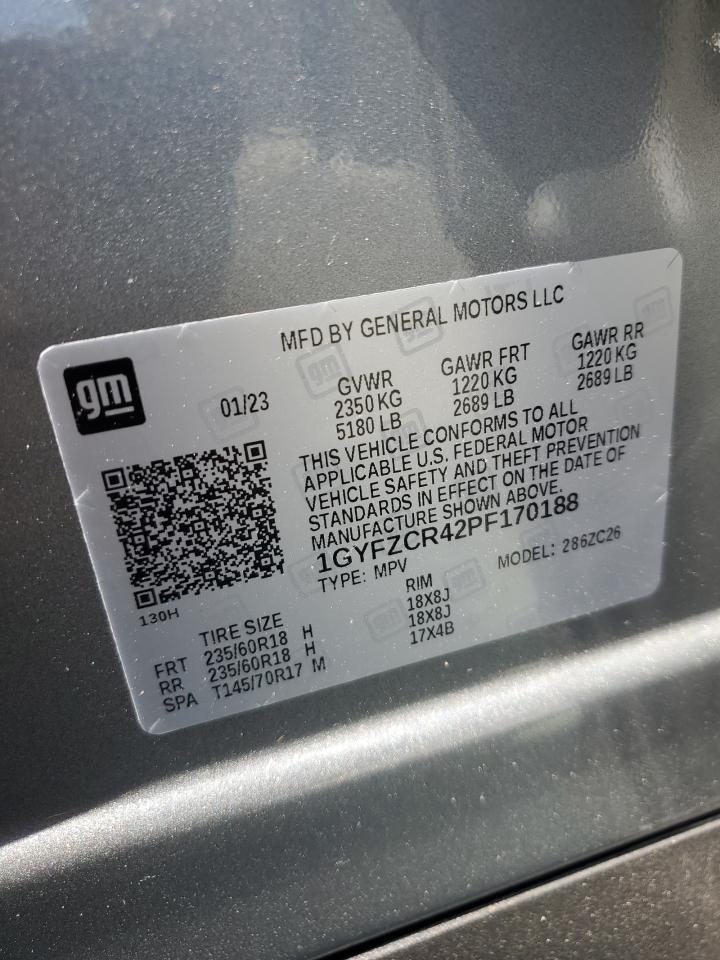 MFD BY GENERAL MOTORS LLC
gm
01/23
GVWR
2350 KG
5180 LB
GAWR FRT
1220 KG
2689 LB
GAWR RR
1220 KG
2689 LB
THIS VEHICLE CONFORMS TO ALL
APPLICABLE U.S. FEDERAL MOTOR
VEHICLE SAFETY AND THEFT PREVENTION
STANDARDS IN EFFECT ON THE DATE OF
MANUFACTURE SHOWN ABOVE.
1GYFZCR42PF170188
TYPE: MPV
MODEL: 286ZC26
130H
TIRE SIZE
RIM
FRT 235/60R18 H 18X8J
RR 235/60R18 H 18X8J
SPA T145/70R17 M 17X4B